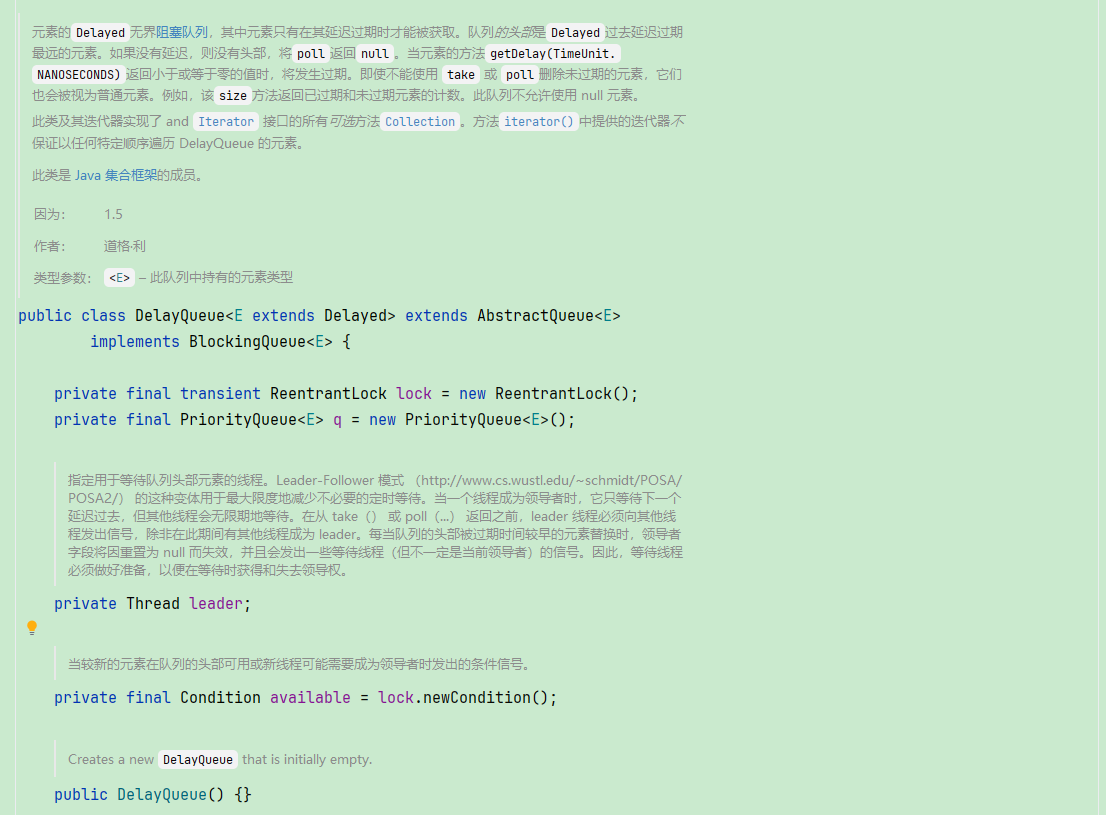 元素的 Delayed 无界阻塞队列，其中元素只有在其延迟过期时才能被获取。队列的头部是 Delayed 过去延迟过期
最远的元素。如果没有延迟，则没有头部，将 poll 返回 null 。当元素的方法 getDelay(TimeUnit.
NANOSECONDS) 返回小于或等于零的值时，将发生过期。即使不能使用 take 或 poll 删除未过期的元素，它们
也会被视为普通元素。例如，该 size 方法返回已过期和未过期元素的计数。此队列不允许使用 null 元素。
此类及其迭代器实现了 and Iterator 接口的所有可选方法 Collection 。方法 iterator() 中提供的迭代器不
保证以任何特定顺序遍历 DelayQueue 的元素。
此类是 Java 集合框架的成员。
因为： 1.5
作者： 道格·利
类型参数： <E> – 此队列中持有的元素类型
public class DelayQueue<E extends Delayed> extends AbstractQueue<E>
implements BlockingQueue<E> {
private final transient ReentrantLock lock = new ReentrantLock();
private final PriorityQueue<E> q = new PriorityQueue<E>();
指定用于等待队列头部元素的线程。Leader-Follower 模式 （http://www.cs.wustl.edu/~schmidt/POSA/
POSA2/） 的这种变体用于最大限度地减少不必要的定时等待。当一个线程成为领导者时，它只等待下一个
延迟过去，但其他线程会无限期地等待。在从 take（） 或 poll（...） 返回之前，leader 线程必须向其他线
程发出信号，除非在此期间有其他线程成为 leader。每当队列的头部被过期时间较早的元素替换时，领导者
字段将因重置为 null 而失效，并且会发出一些等待线程（但不一定是当前领导者）的信号。因此，等待线程
必须做好准备，以便在等待时获得和失去领导权。
private Thread leader;
当较新的元素在队列的头部可用或新线程可能需要成为领导者时发出的条件信号。
private final Condition available = lock.newCondition();
Creates a new DelayQueue that is initially empty.
public DelayQueue() {}